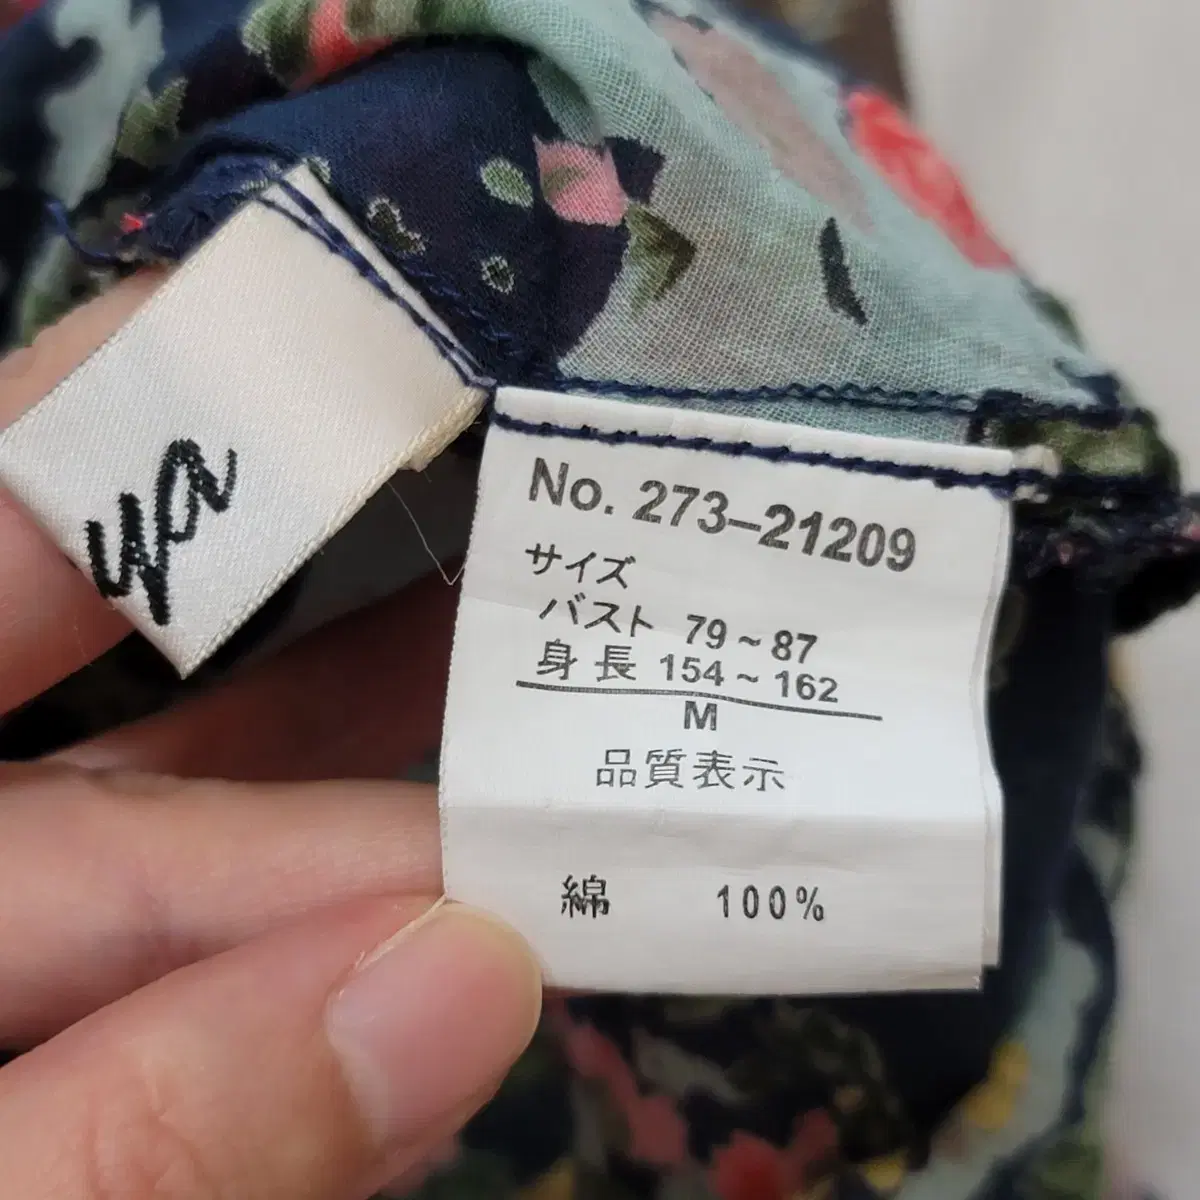 ya
No. 273-21209
サイズ
バスト 79~87
身長 154~162
M
品質表示
綿 100%